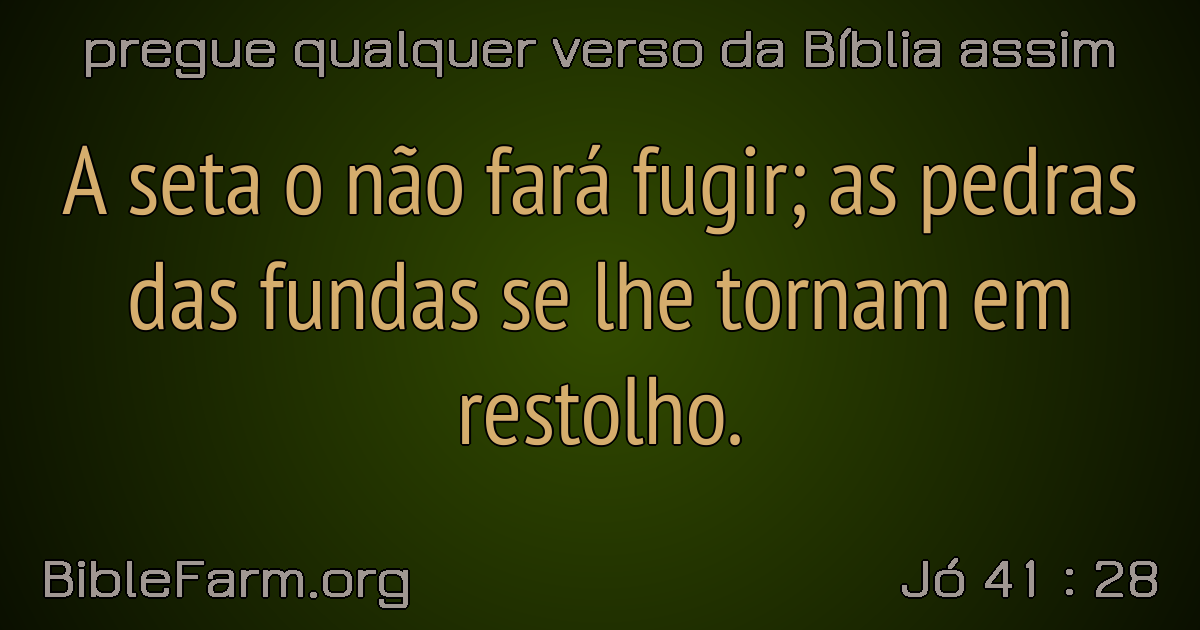 pregue qualquer verso da Bíblia assim
A seta o não fará fugir; as pedras
das fundas se lhe tornam em
restolho.
BibleFarm.org
Jó 41 : 28